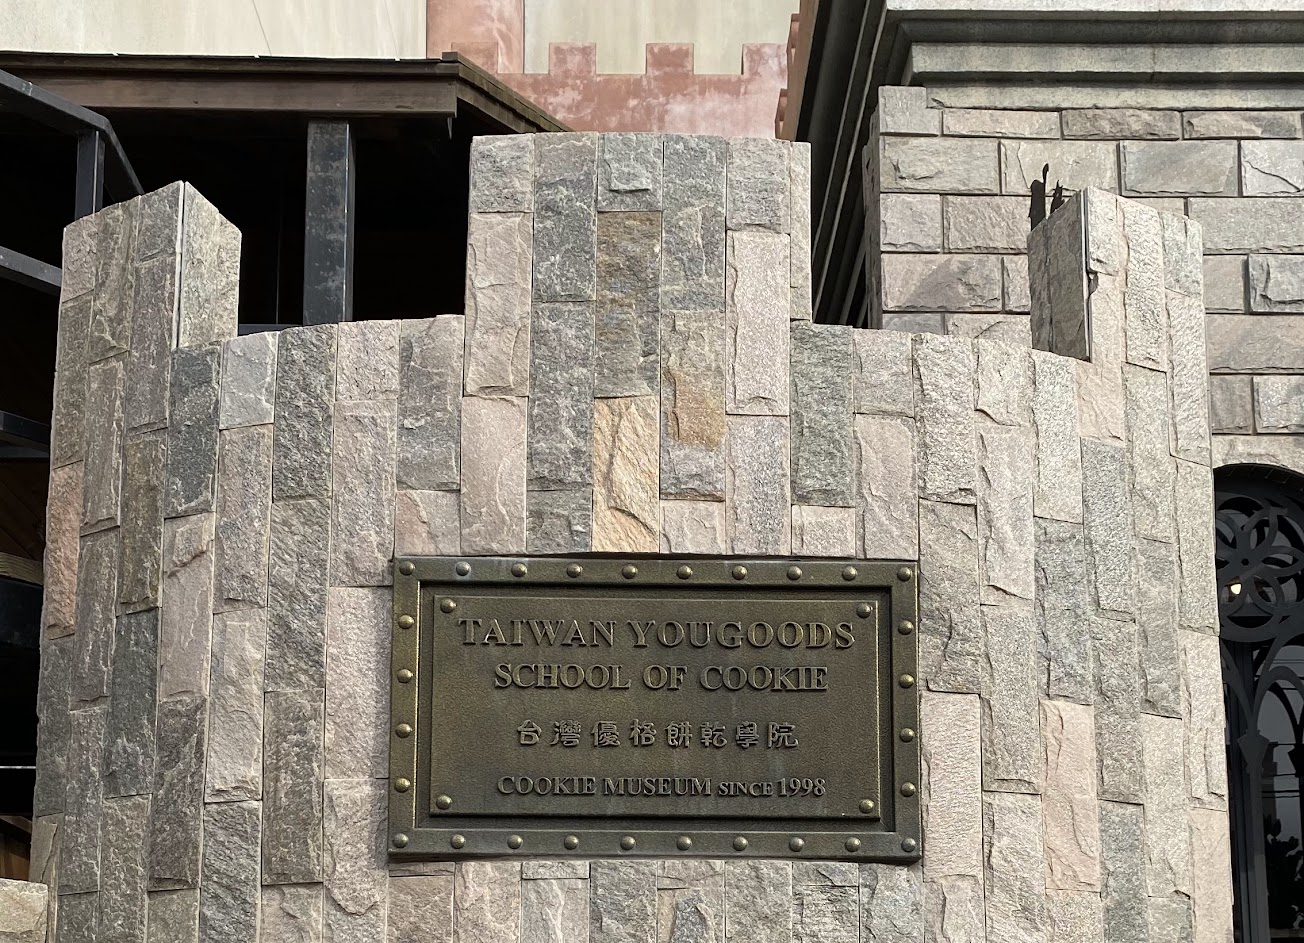 TAIWAN YOUGOODS
SCHOOL OF COOKIE
台灣優格餅乾學院
COOKIE MUSEUM SINCE 1998